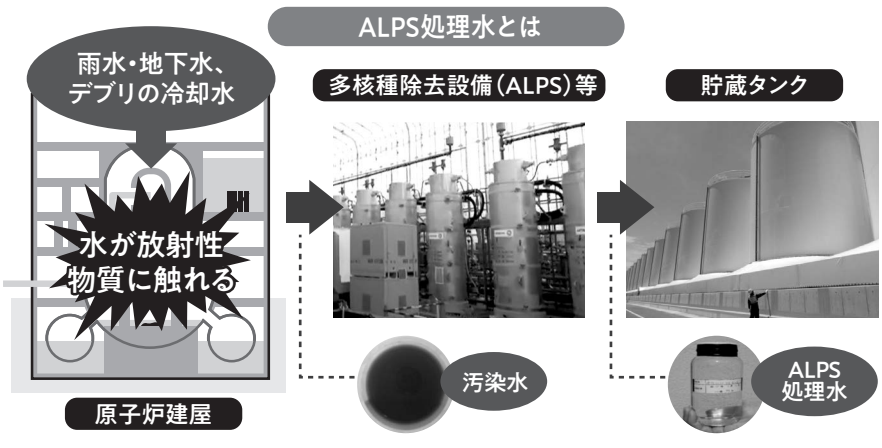 ALPS処理水とは
雨水・地下水、
デブリの冷却水
水が放射性
物質に触れる
原子炉建屋
多核種除去設備(ALPS)等
汚染水
貯蔵タンク
ALPS
処理水